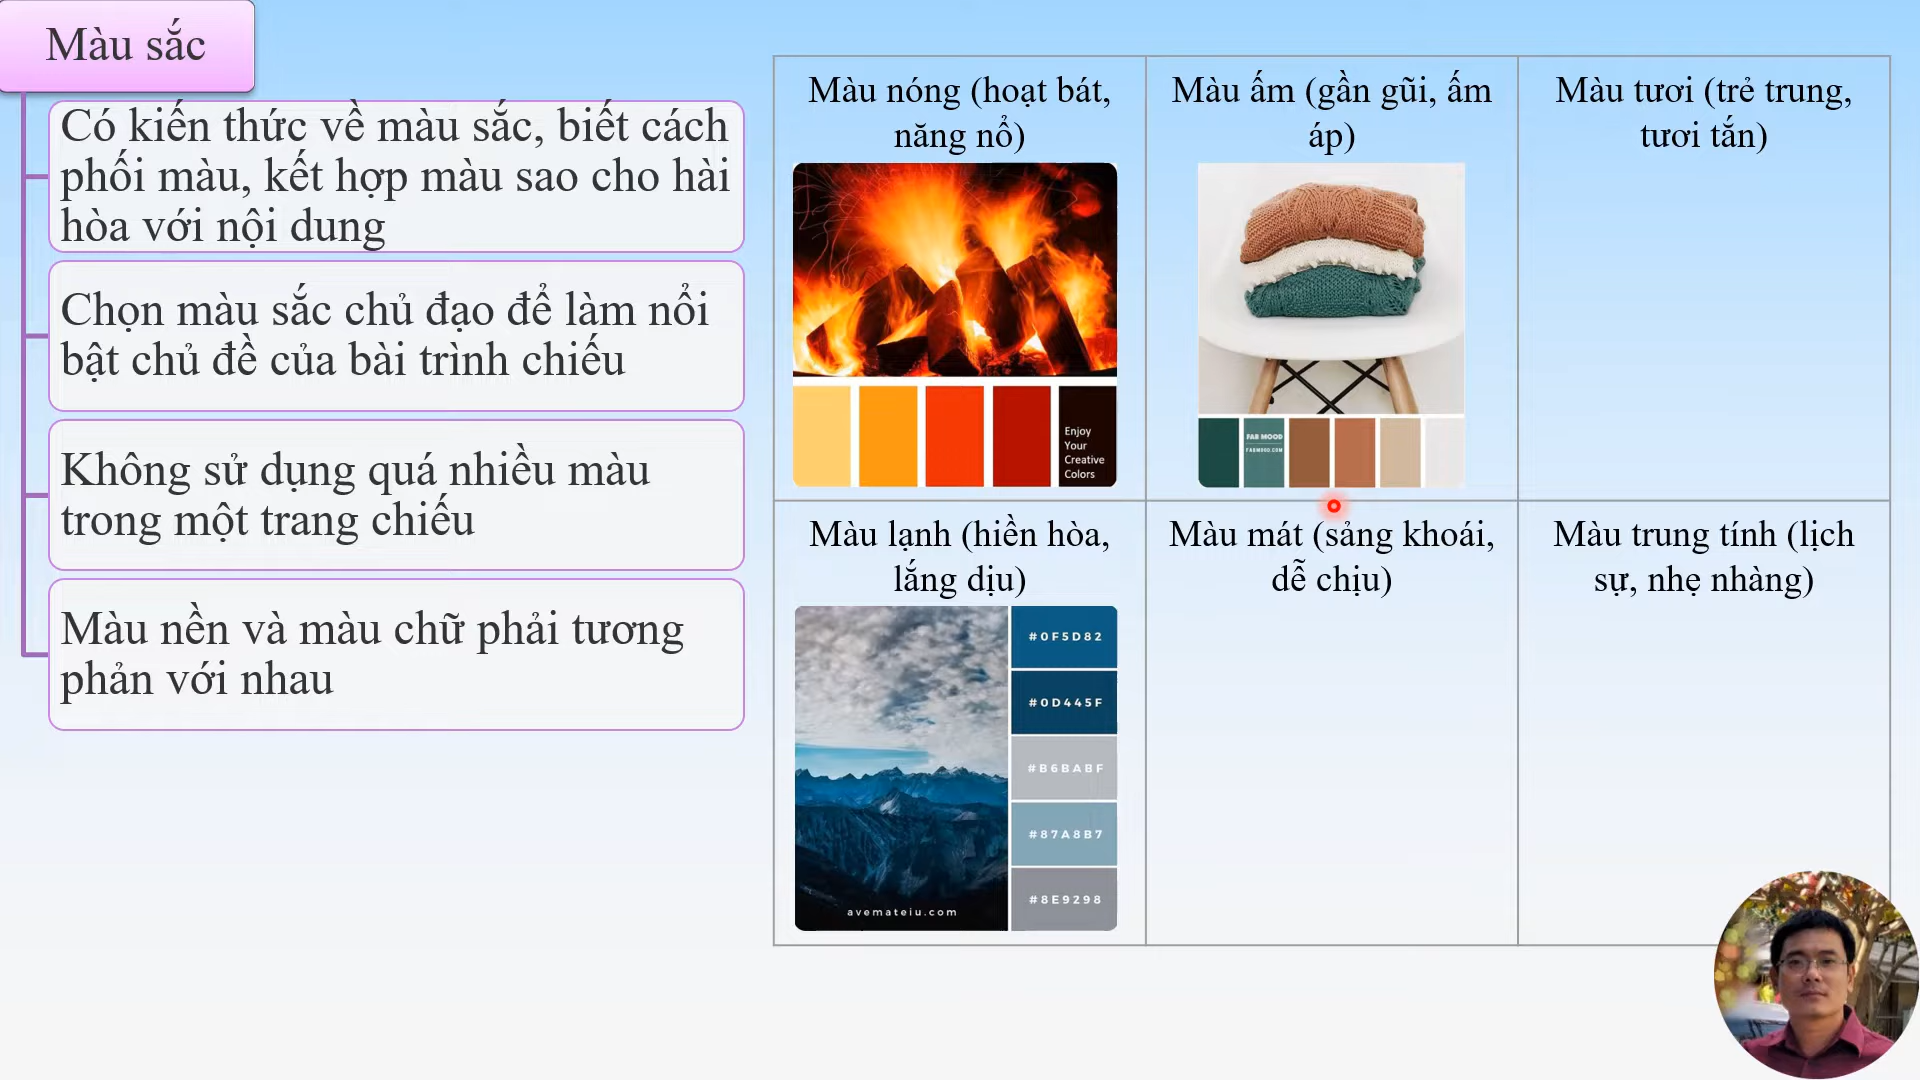 Màu sắc
Có kiến thức về màu sắc, biết cách
phối màu, kết hợp màu sao cho hài
hòa với nội dung
Chọn màu sắc chủ đạo để làm nổi
bật chủ đề của bài trình chiếu
Không sử dụng quá nhiều màu
trong một trang chiếu
Màu nền và màu chữ phải tương
phản với nhau
Màu nóng (hoạt bát,
năng nổ)
Enjoy
Your
Creative
Colors
Màu ấm (gần gũi, ấm
áp)
FAB MOOD
FABMOOD.COM
Màu tươi (trẻ trung,
tươi tắn)
Màu lạnh (hiền hòa,
lắng dịu)
#0F5D82
#0D445F
#B6BABF
#87A8B7
#8E9298
avemateiu.com
Màu mát (sảng khoái,
dễ chịu)
Màu trung tính (lịch
sự, nhẹ nhàng)